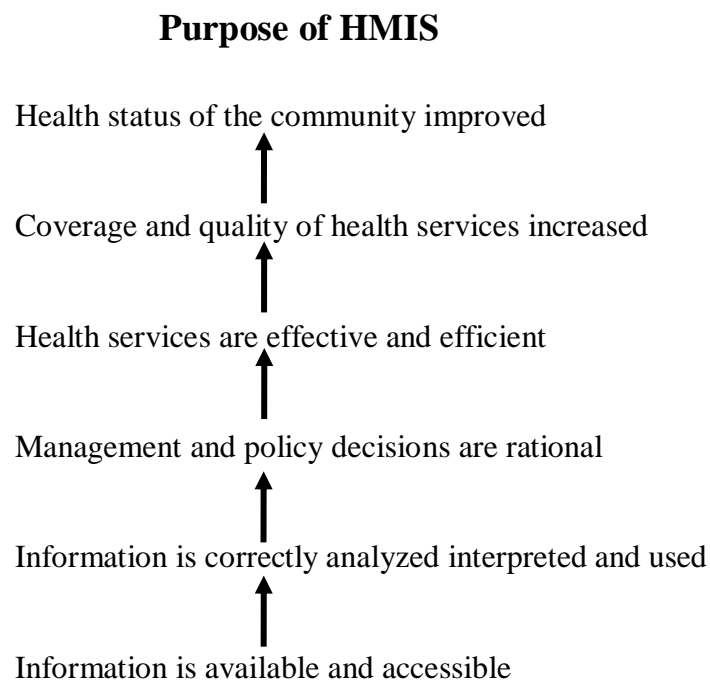 Purpose of HMIS
Health status of the community improved
Coverage and quality of health services increased
Health services are effective and efficient
Management and policy decisions are rational
Information is correctly analyzed interpreted and used
Information is available and accessible